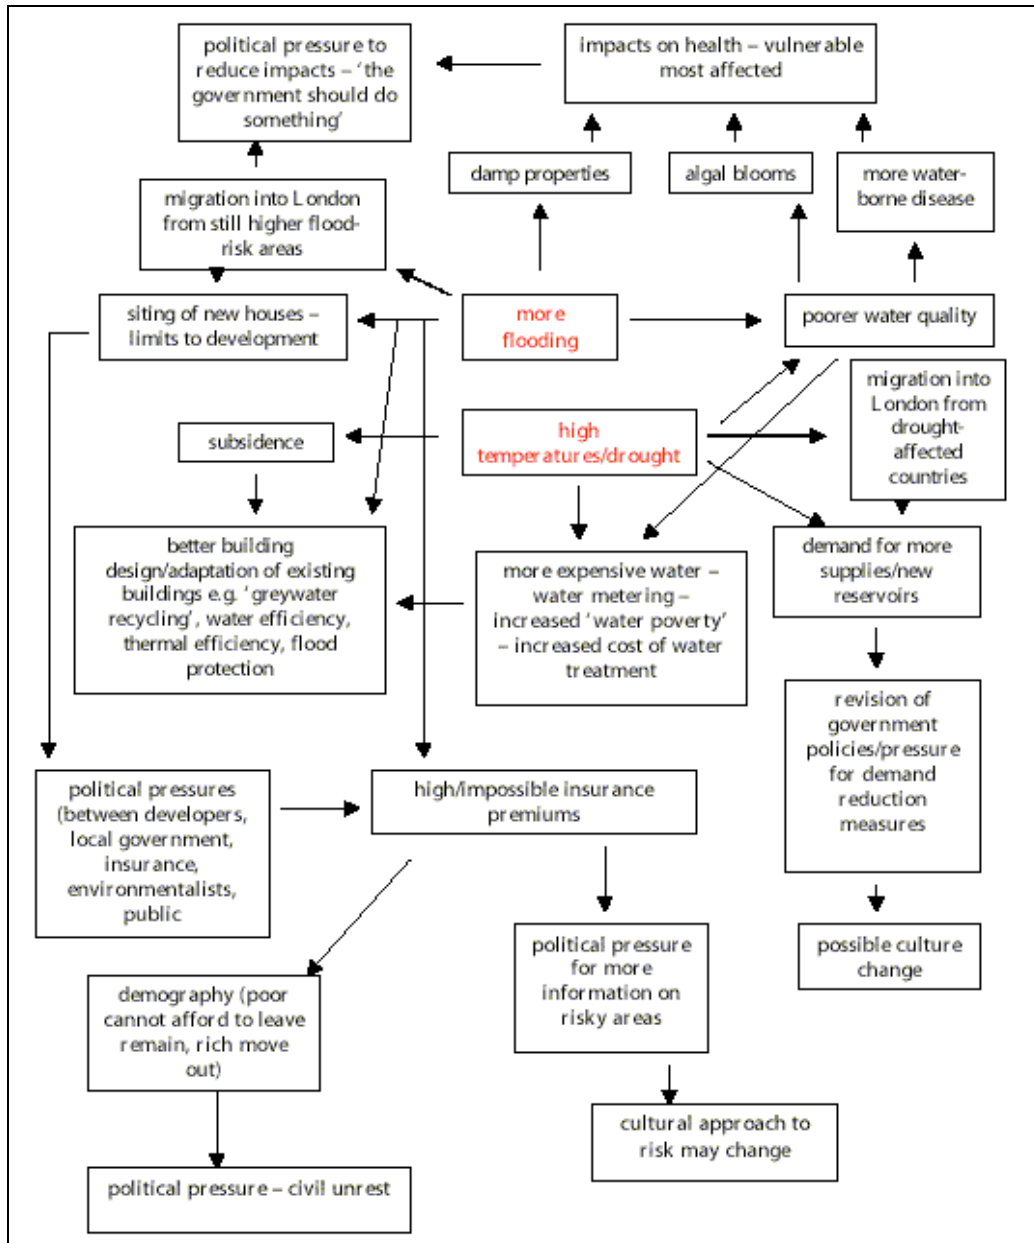 political pressure to
reduce impacts – ‘the
government should do
something’
impacts on health – vulnerable
most affected
damp properties
algal blooms
more water-
borne disease
migration into London
from still higher flood-
risk areas
siting of new houses –
limits to development
more
flooding
poorer water quality
migration into
London from
drought-
affected
countries
subsidence
high
temperatures/drought
better building
design/adaptation of existing
buildings e.g. ‘greywater
recycling’, water efficiency,
thermal efficiency, flood
protection
more expensive water –
water metering –
increased ‘water poverty’
– increased cost of water
treatment
demand for more
supplies/new
reservoirs
revision of
government
policies/pressure
for demand
reduction
measures
political pressures
(between developers,
local government,
insurance,
environmentalists,
public
high/impossible insurance
premiums
political pressure
for more
information on
risky areas
possible culture
change
demography (poor
cannot afford to leave
remain, rich move
out)
cultural approach to
risk may change
political pressure – civil unrest